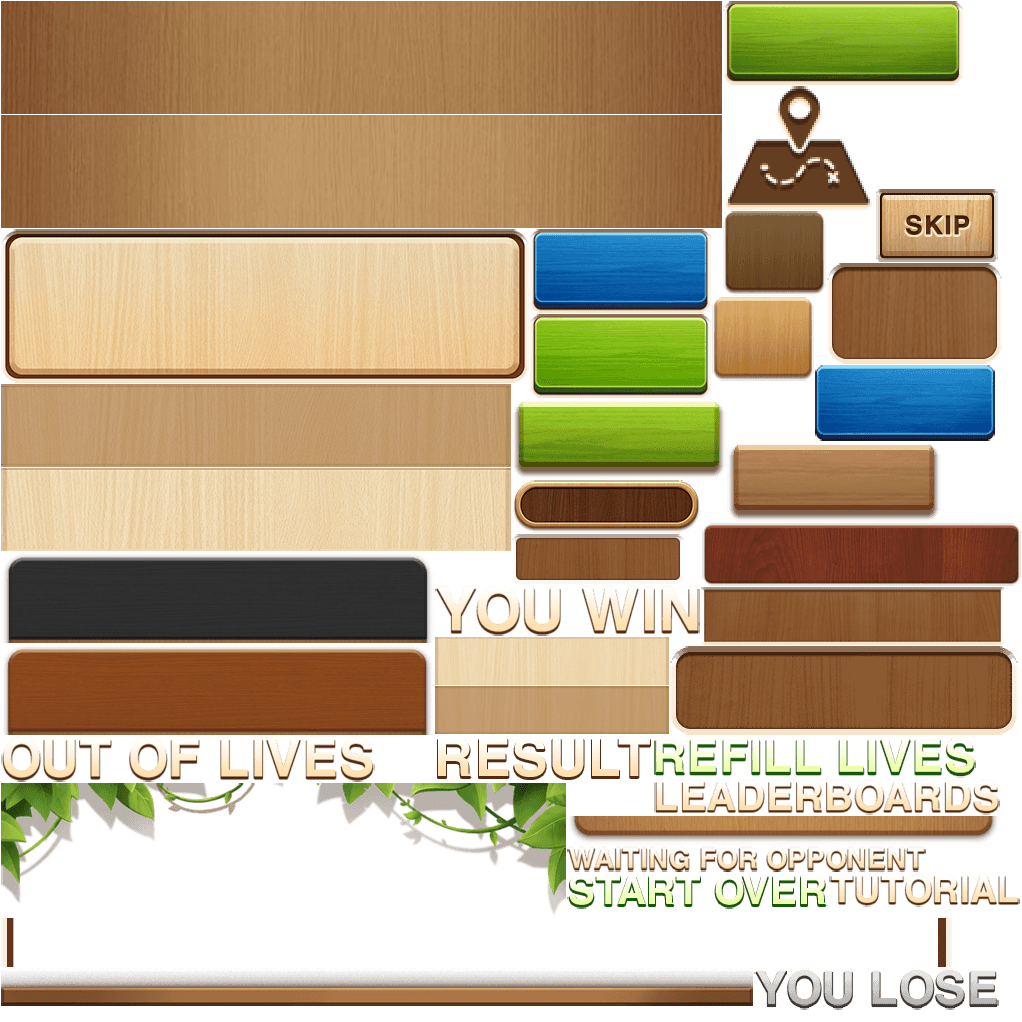 SKIP
YOU WIN
OUT OF LIVES
RESULT
REFILL LIVES
LEADERBOARDS
WAITING FOR OPPONENT
START OVER
TUTORIAL
YOU LOSE